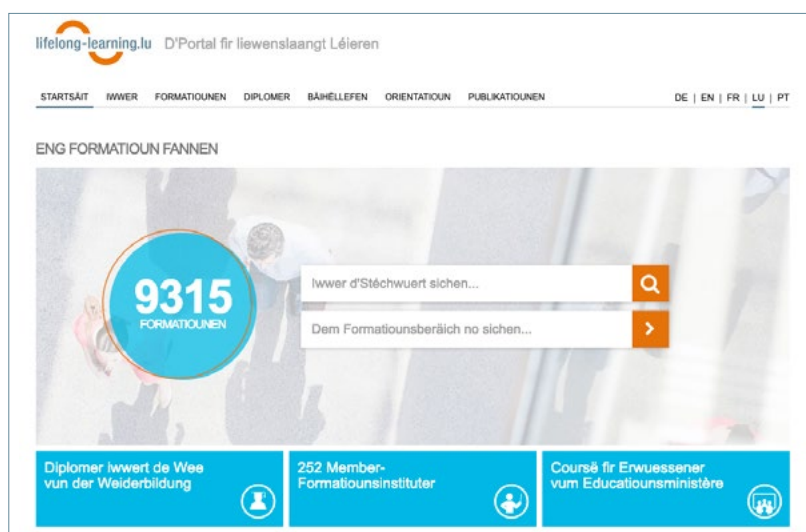 lifelong-learning.lu D'Portal fir liewenslaangt Léieren
STARTSÄIT IWWER FORMATIOUNEN DIPLOMER BÄIHËLLEFEN ORIENTATIOUN PUBLIKATIOUNEN DE | EN | FR | LU | PT
ENG FORMATIOUN FANNEN
9315
FORMATIOUNEN
Iwwer d'Stéchwuert sichen...
Dem Formatiounsberäich no sichen...
Diplomer iwwert de Wee
vun der Weiderbildung
252 Member-
Formatiounsinstituter
Coursë fir Erwuessener
vum Educatiounsministère